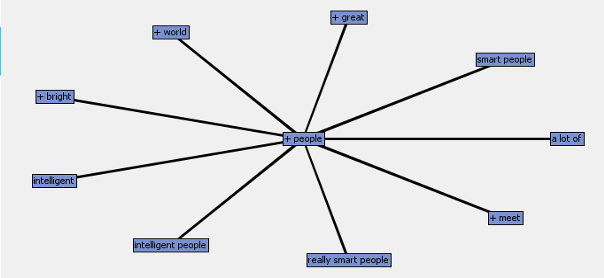 + great
+ world
smart people
+ bright
+ people
a lot of
intelligent
+ meet
intelligent people
really smart people